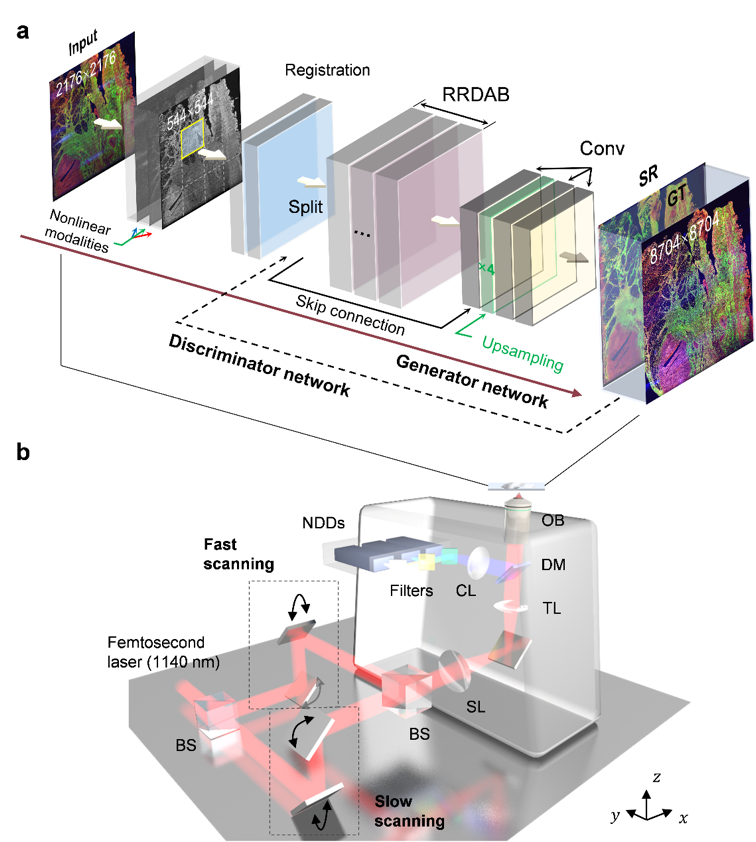 a
Input
2176×2176
544×544
Registration
RRDAB
Conv
SR
GT
8704×8704
Split
...
×4
Nonlinear
modalities
Skip connection
Upsampling
Discriminator network
Generator network
b
NDDs
OB
Fast
scanning
DM
Filters
CL
TL
Femtosecond
laser (1140 nm)
SL
BS
BS
Slow
scanning
z
y
x